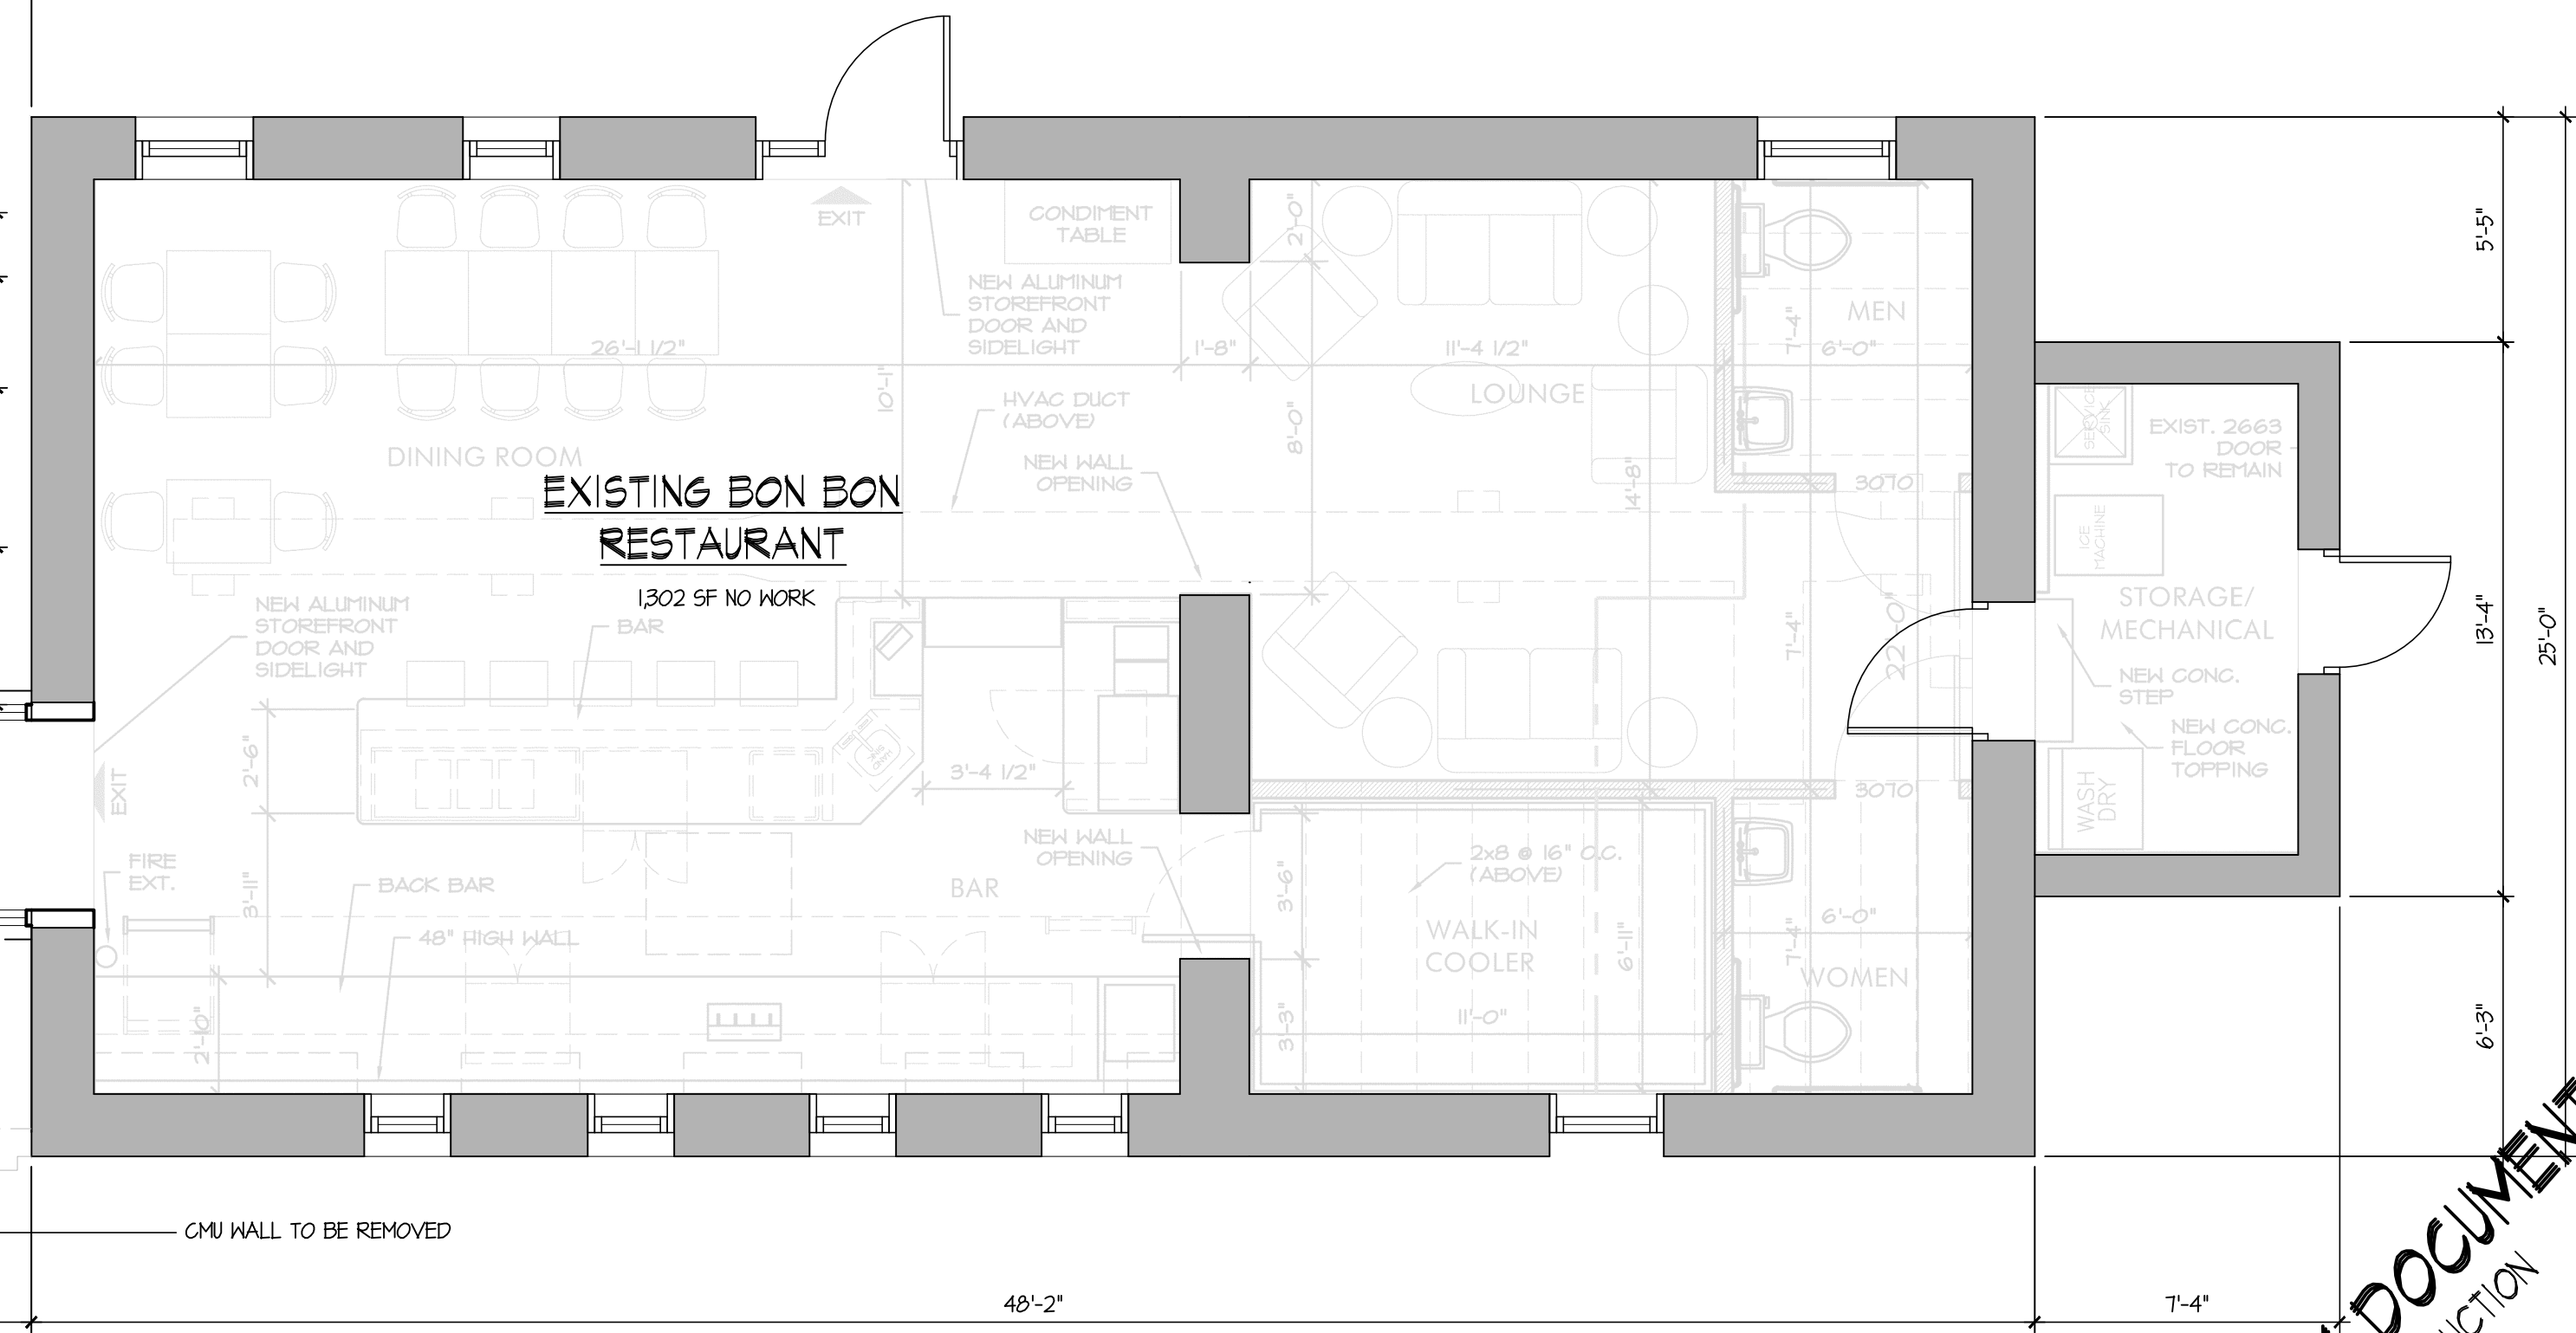 EXIT
CONDIMENT
TABLE
NEW ALUMINUM
STOREFRONT
DOOR AND
SIDELIGHT
2'-0"
MEN
5'-5"
26'-1 1/2"
1'-8"
11'-4 1/2"
7'-4"
6'-0"
10'-1"
HVAC DUCT
(ABOVE)
LOUNGE
8'-0"
SERVICE
SINK
EXIST. 2663
DOOR
TO REMAIN
DINING ROOM
NEW WALL
OPENING
14'-8"
3070
EXISTING BON BON
RESTAURANT
1,302 SF NO WORK
ICE
MACHINE
STORAGE/
MECHANICAL
NEW ALUMINUM
STOREFRONT
DOOR AND
SIDELIGHT
BAR
7'-4"
22'-0"
13'-4"
25'-0"
NEW CONC.
STEP
NEW CONC.
FLOOR
TOPPING
2'-6"
HAND
SINK
3'-4 1/2"
EXIT
3070
WASH
DRY
FIRE
EXT.
BACK BAR
3'-11"
BAR
NEW WALL
OPENING
3'-6"
2x8 @ 16" O.C.
(ABOVE)
48" HIGH WALL
WALK-IN
COOLER
6'-11"
6'-0"
7'-4"
WOMEN
2'-10"
3'-3"
11'-0"
6'-3"
CMU WALL TO BE REMOVED
48'-2"
7'-4"
DOCUMENT